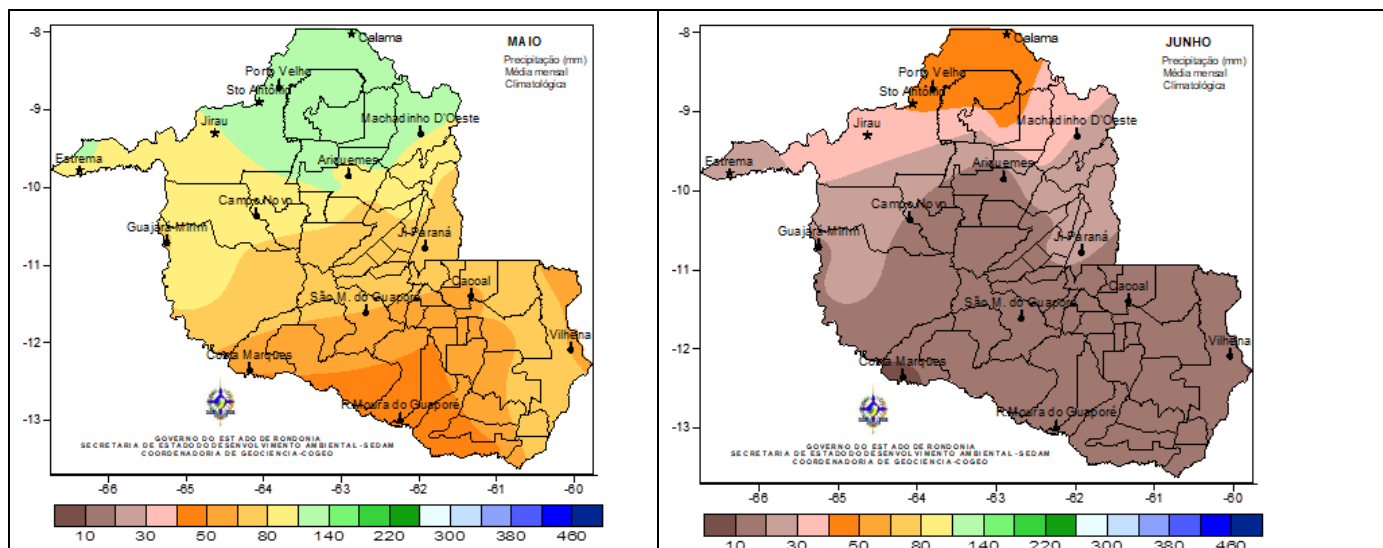 -8
-9
-10
-11
-12
-13
MAIO
Precipitação (mm)
Média mensal
Climatológica
Calama
Porto Velho
Sto Antônio
Jirau
Machadinho D'Oeste
Estrema
Ariquemes
Campo Novo
Guajará-Mirim
Ji Paraná
Cacoal
São M. do Guaporé
Vilhena
Costa Marques
R.Moura do Guaporé
GOVERNO DO ESTADO DE RONDONIA
SECRETARIA DE ESTADO DO DESENVOLVIMENTO AMBIENTAL -SEDAM
COORDENADORIA DE GEOCIENCIA-COGEO
-66 -65 -64 -63 -62 -61 -60
10 30 50 80 140 220 300 380 460
-8
-9
-10
-11
-12
-13
JUNHO
Precipitação (mm)
Média mensal
Climatológica
Calama
Porto Velho
Sto Antônio
Jirau
Machadinho D'Oeste
Estrema
Ariquemes
Campo Novo
Guajará-Mirim
Ji Paraná
Cacoal
São M. do Guaporé
Vilhena
Costa Marques
R.Moura do Guaporé
GOVERNO DO ESTADO DE RONDONIA
SECRETARIA DE ESTADO DO DESENVOLVIMENTO AMBIENTAL -SEDAM
COORDENADORIA DE GEOCIENCIA-COGEO
-66 -65 -64 -63 -62 -61 -60
10 30 50 80 140 220 300 380 460